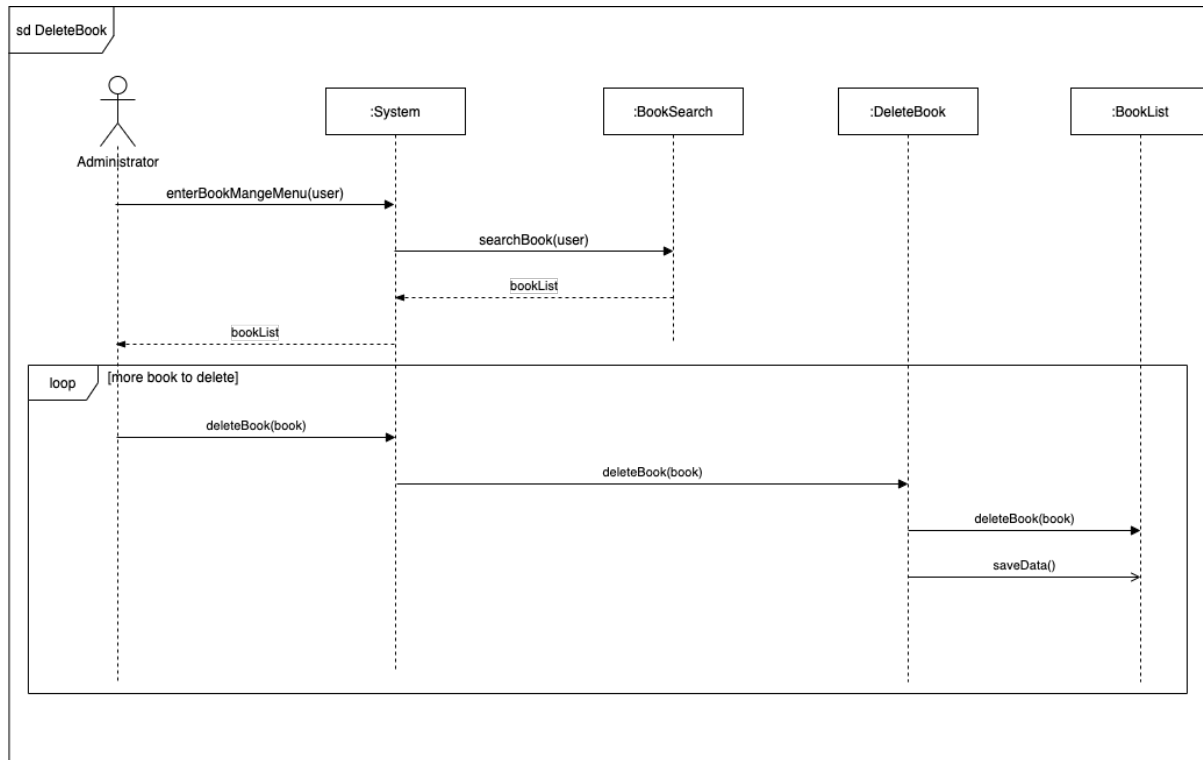 sd DeleteBook
:System
:BookSearch
:DeleteBook
:BookList
Administrator
enterBookMangeMenu(user)
searchBook(user)
bookList
bookList
loop
[more book to delete]
deleteBook(book)
deleteBook(book)
deleteBook(book)
saveData()